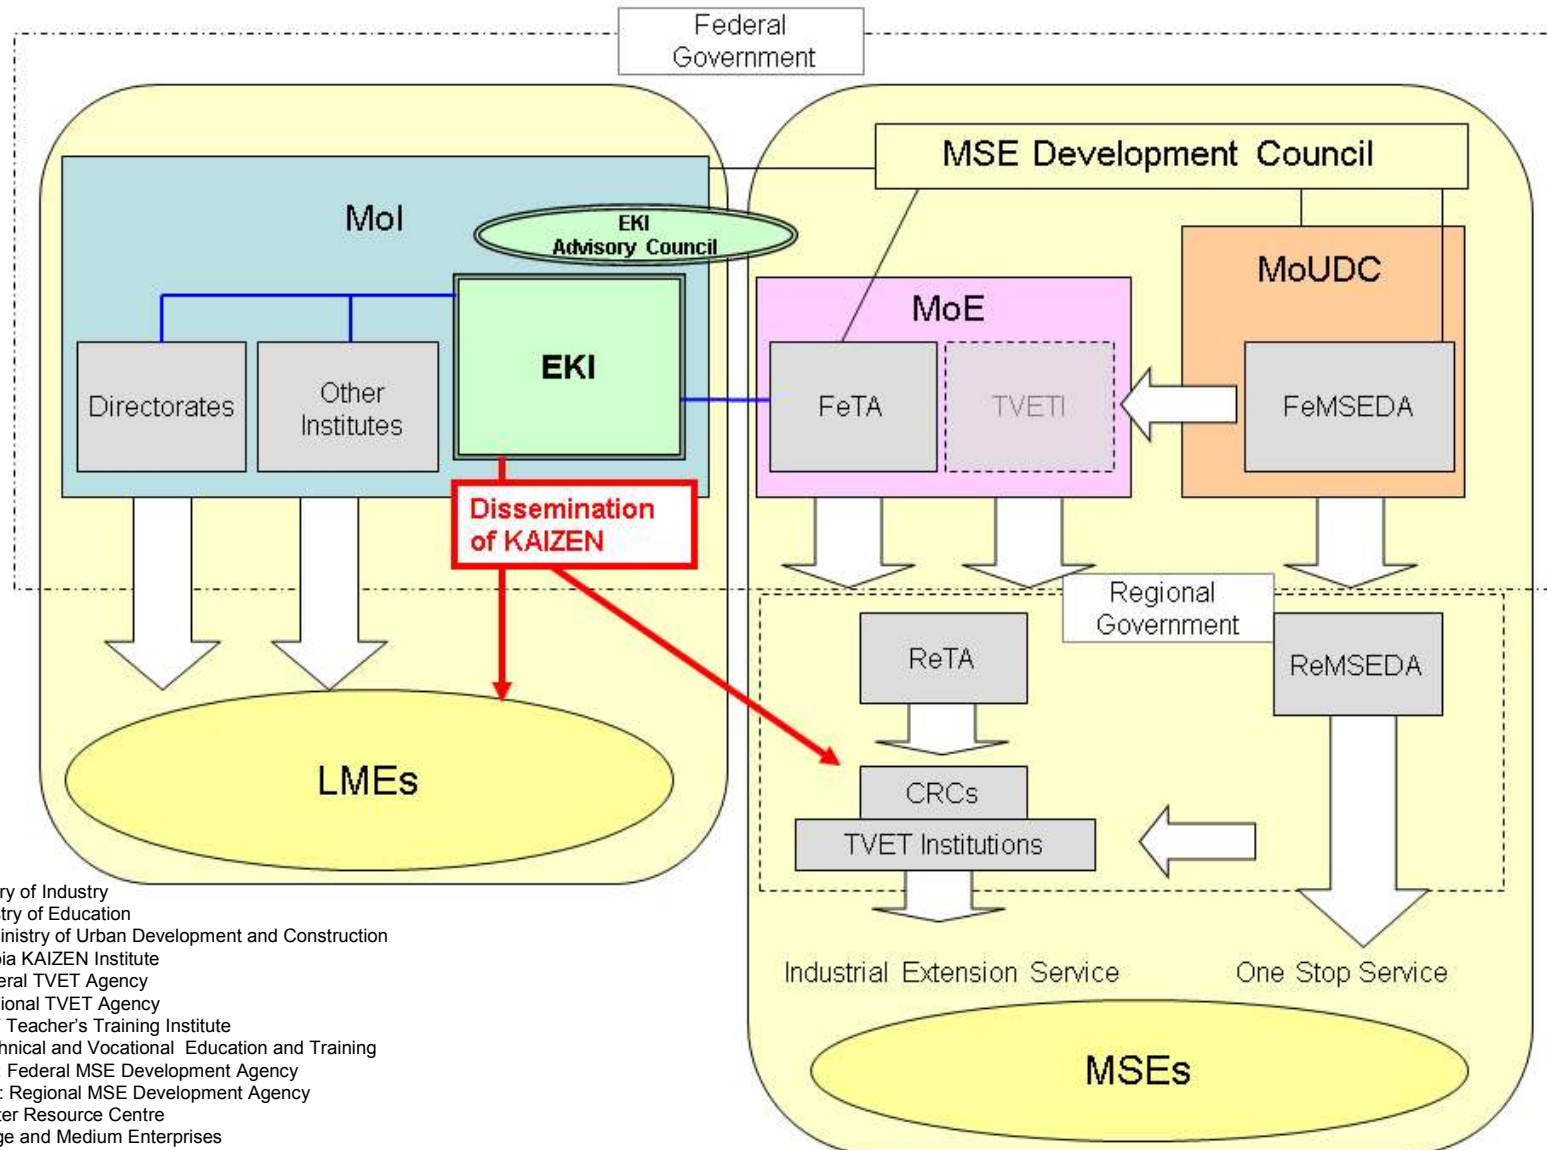 Federal
Government
MSE Development Council
MoI
EKI
Advisory Council
MoUDC
MoE
EKI
Directorates
Other
Institutes
FeTA
TVETI
FeMSEDA
Dissemination
of KAIZEN
Regional
Government
ReTA
ReMSEDA
LMEs
CRCs
TVET Institutions
ry of Industry
stry of Education
inistry of Urban Development and Construction
pia KAIZEN Institute
eral TVET Agency
ional TVET Agency
Teacher's Training Institute
hnical and Vocational Education and Training
: Federal MSE Development Agency
: Regional MSE Development Agency
ter Resource Centre
ge and Medium Enterprises
Industrial Extension Service
One Stop Service
MSEs